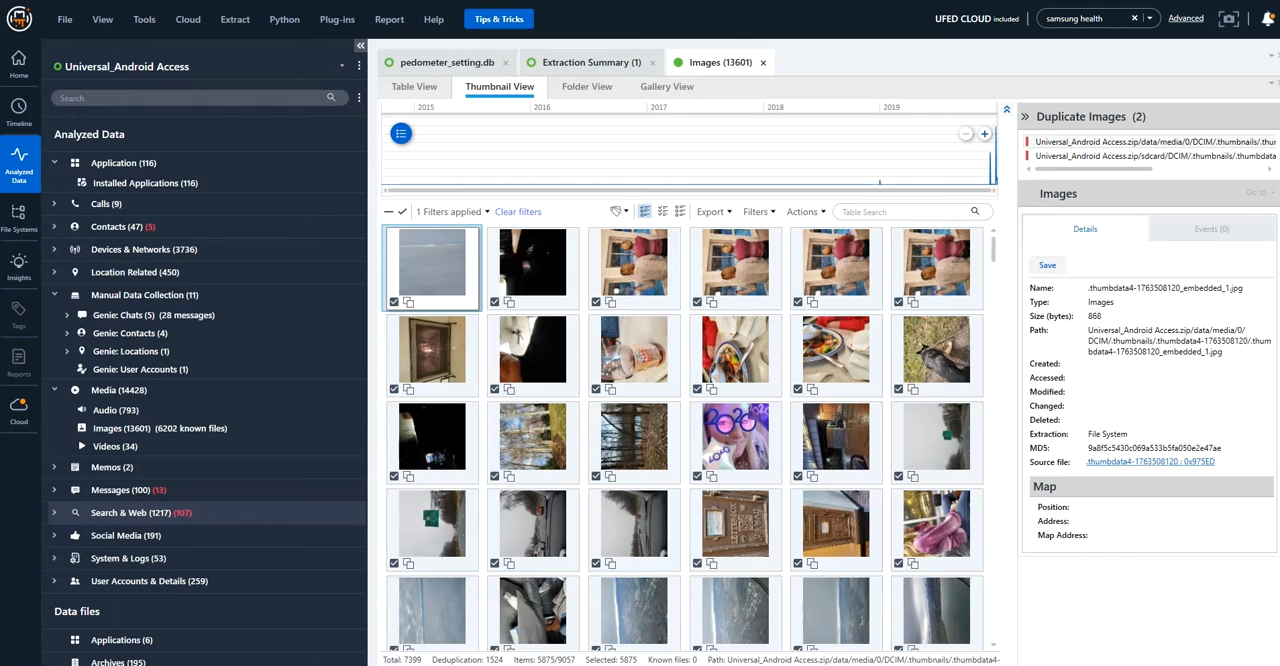 File View Tools Cloud Extract Python Plug-ins Report Help Tips & Tricks UFED CLOUD included samsung health Advanced
Home
Timeline
Analyzed
Data
File Systems
Insights
Tags
Reports
Cloud
Universal_Android Access
Search
Analyzed Data
Application (116)
Installed Applications (116)
Calls (9)
Contacts (47) (5)
Devices & Networks (3736)
Location Related (450)
Manual Data Collection (11)
Genie: Chats (5) (28 messages)
Genie: Contacts (4)
Genie: Locations (1)
Genie: User Accounts (1)
Media (14428)
Audio (793)
Images (13601) (6202 known files)
Videos (34)
Memos (2)
Messages (100) (13)
Search & Web (1217) (107)
Social Media (191)
System & Logs (53)
User Accounts & Details (259)
Data files
Applications (6)
Archives (195)
pedometer_setting.db Extraction Summary (1) Images (13601)
Table View Thumbnail View Folder View Gallery View
2015 2016 2017 2018 2019
1 Filters applied Clear filters Export Filters Actions Table Search
2020
Total: 7399 Deduplication: 1524 Items: 5875/9057 Selected: 5875 Known files: 0 Path: Universal_Android Access.zip/data/media/0/DCIM/.thumbnails/.thumbdata4-
Duplicate Images (2)
Universal_Android Access.zip/data/media/0/DCIM/.thumbnails/.thu
Universal_Android Access.zip/sdcard/DCIM/.thumbnails/.thumbdata
Images Go to
Details Events (0)
Save
Name: .thumbdata4-1763508120_embedded_1.jpg
Type: Images
Size (bytes): 868
Path: Universal_Android Access.zip/data/media/0/
DCIM/.thumbnails/.thumbdata4-1763508120/.thum
bdata4-1763508120_embedded_1.jpg
Created:
Accessed:
Modified:
Changed:
Deleted:
Extraction: File System
MD5: 9a8f5c5430c069a533b5fa050e2e47ae
Source file: .thumbdata4-1763508120 : 0x975ED
Map
Position:
Address:
Map Address: